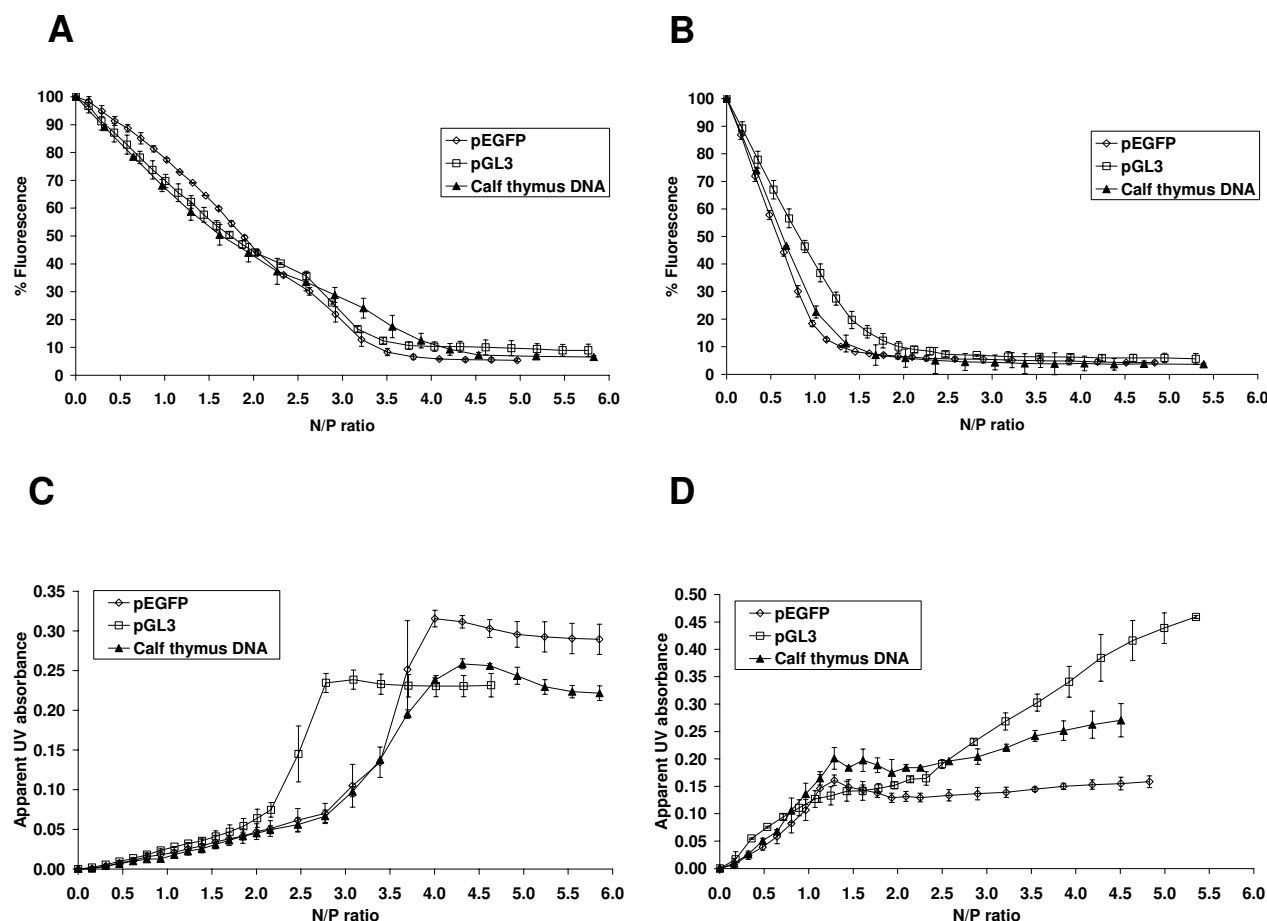 A
100
90
80
70
60
50
40
30
20
10
0
% Fluorescence
pEGFP
pGL3
Calf thymus DNA
0.0 0.5 1.0 1.5 2.0 2.5 3.0 3.5 4.0 4.5 5.0 5.5 6.0
N/P ratio
B
100
90
80
70
60
50
40
30
20
10
0
% Fluorescence
pEGFP
pGL3
Calf thymus DNA
0.0 0.5 1.0 1.5 2.0 2.5 3.0 3.5 4.0 4.5 5.0 5.5 6.0
N/P ratio
C
0.35
0.30
0.25
0.20
0.15
0.10
0.05
0.00
Apparent UV absorbance
pEGFP
pGL3
Calf thymus DNA
0.0 0.5 1.0 1.5 2.0 2.5 3.0 3.5 4.0 4.5 5.0 5.5 6.0
N/P ratio
D
0.50
0.45
0.40
0.35
0.30
0.25
0.20
0.15
0.10
0.05
0.00
Apparent UV absorbance
pEGFP
pGL3
Calf thymus DNA
0.0 0.5 1.0 1.5 2.0 2.5 3.0 3.5 4.0 4.5 5.0 5.5 6.0
N/P ratio